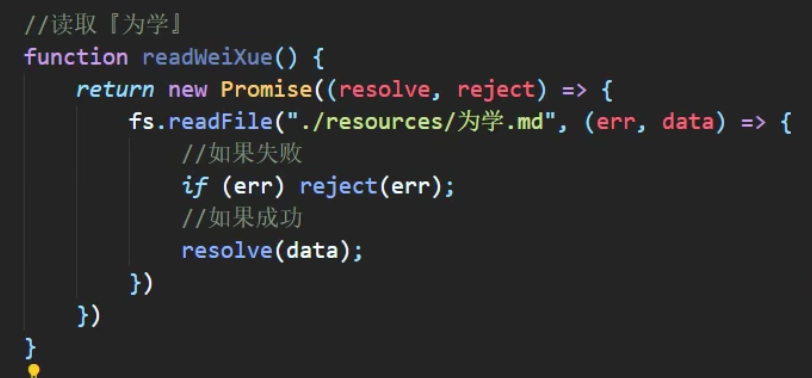 //读取『为学』
function readWeiXue() {
    return new Promise((resolve, reject) => {
        fs.readFile("./resources/为学.md", (err, data) => {
            //如果失败
            if (err) reject(err);
            //如果成功
            resolve(data);
        })
    })
}